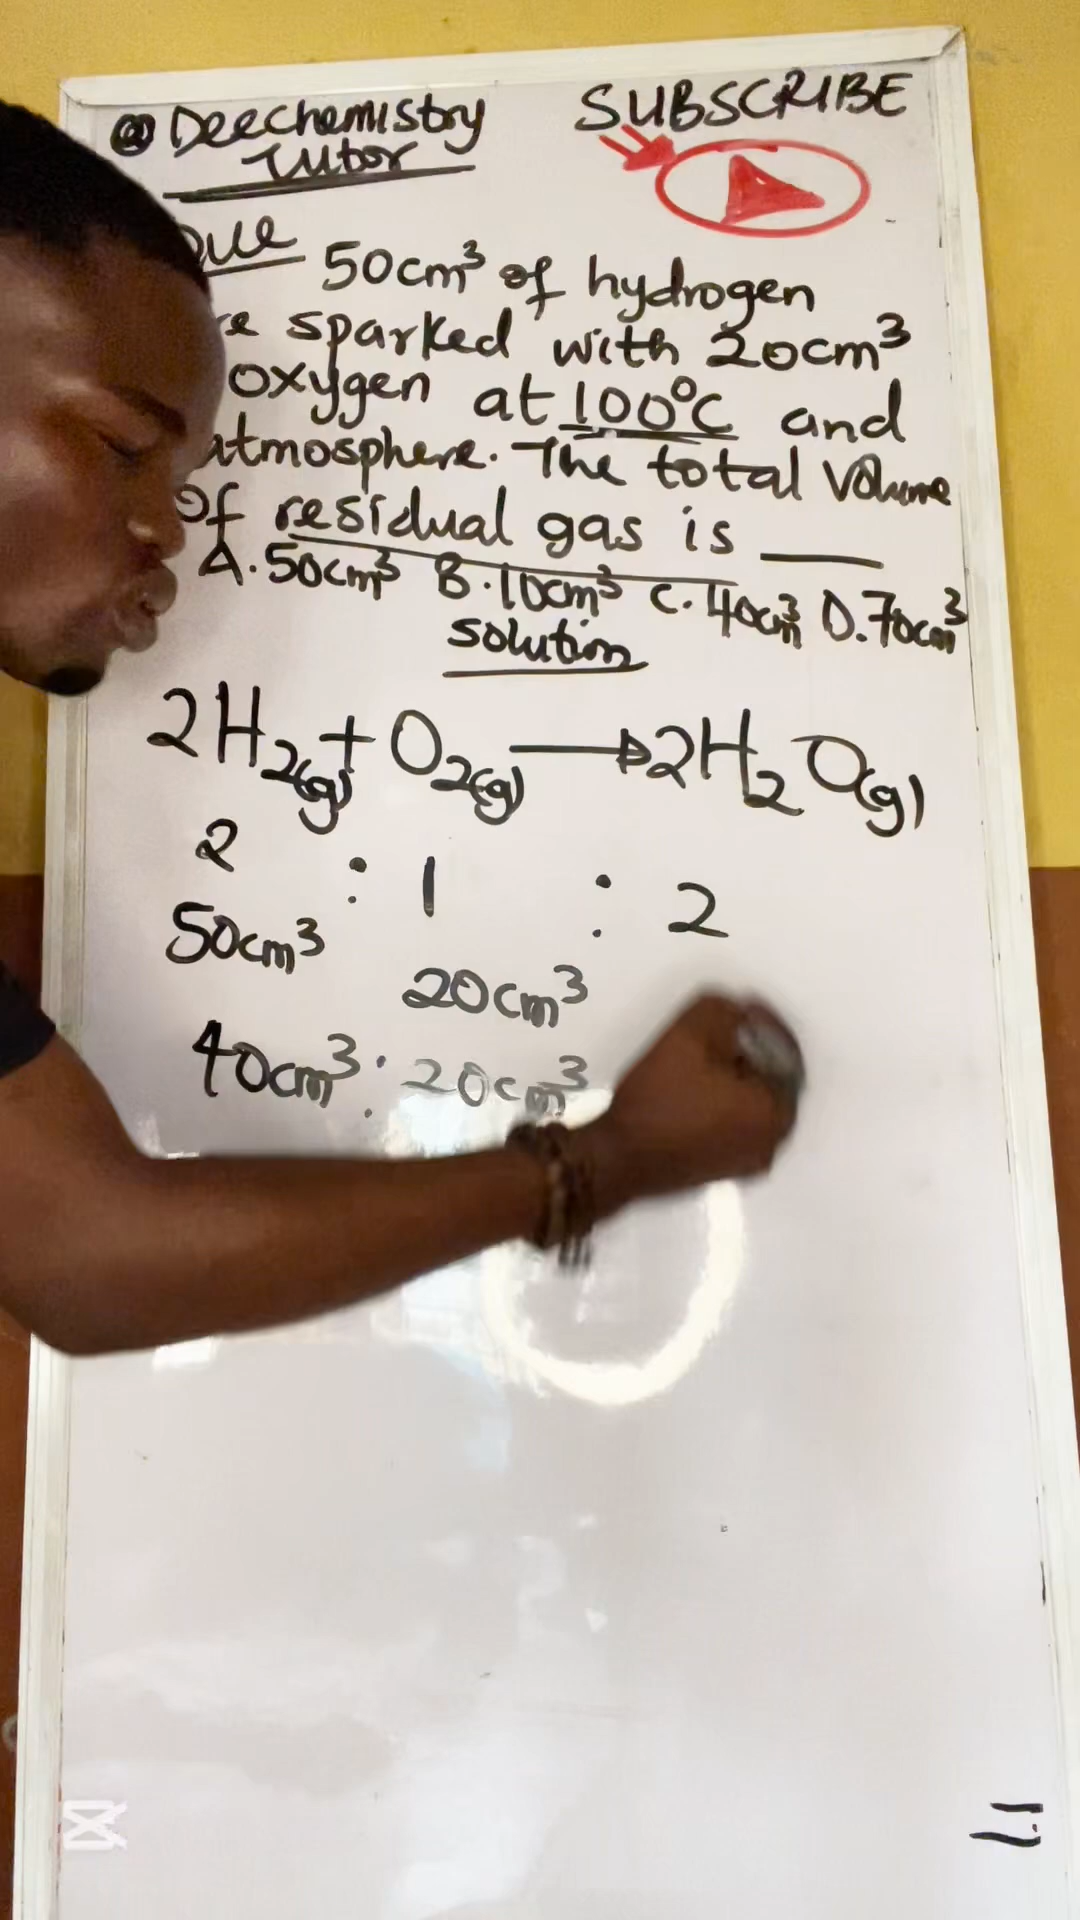 @ Deechemistry
Tutor
SUBSCRIBE
Que
50cm³ of hydrogen
sparked with 20cm³
oxygen at 100°C and
atmosphere. The total volume
of residual gas is ___
A. 50cm³ B. 10cm³ C. 40cm³ D. 70cm³
solution
2H₂(g) + O₂(g) → 2H₂O(g)
2 : 1 : 2
50cm³ 20cm³
40cm³ : 20cm³